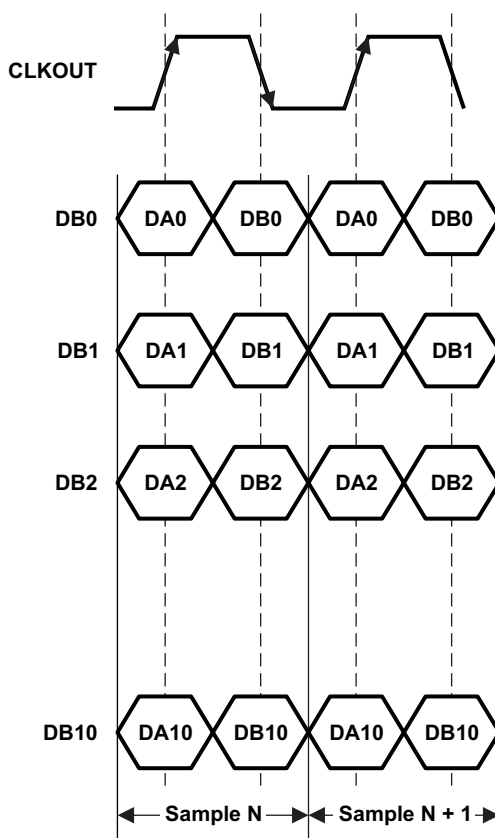 CLKOUT
DB0 DA0 DB0 DA0 DB0
DB1 DA1 DB1 DA1 DB1
DB2 DA2 DB2 DA2 DB2
DB10 DA10 DB10 DA10 DB10
Sample N Sample N + 1